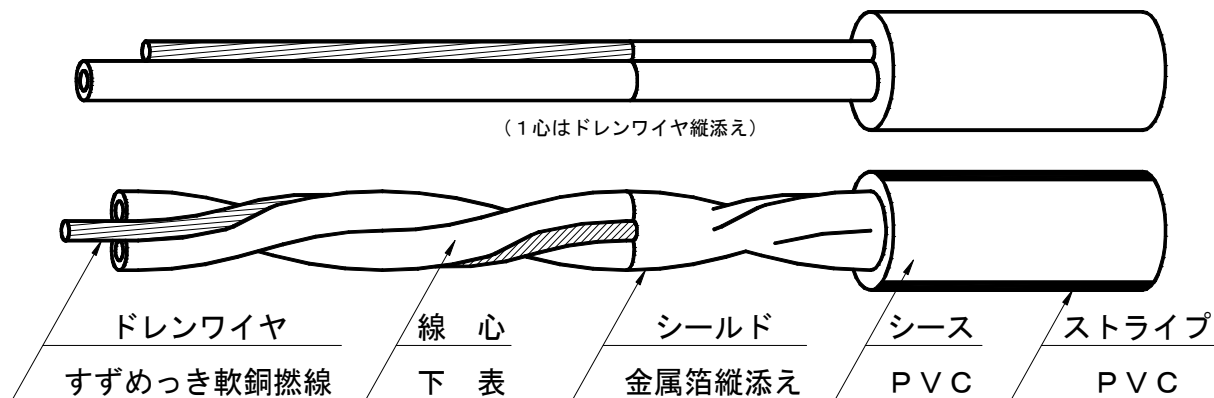 （１心はドレンワイヤ縦添え）
ドレンワイヤ
すずめっき軟銅撚線
線　心
下　表
シールド
金属箔縦添え
シース
ＰＶＣ
ストライプ
ＰＶＣ